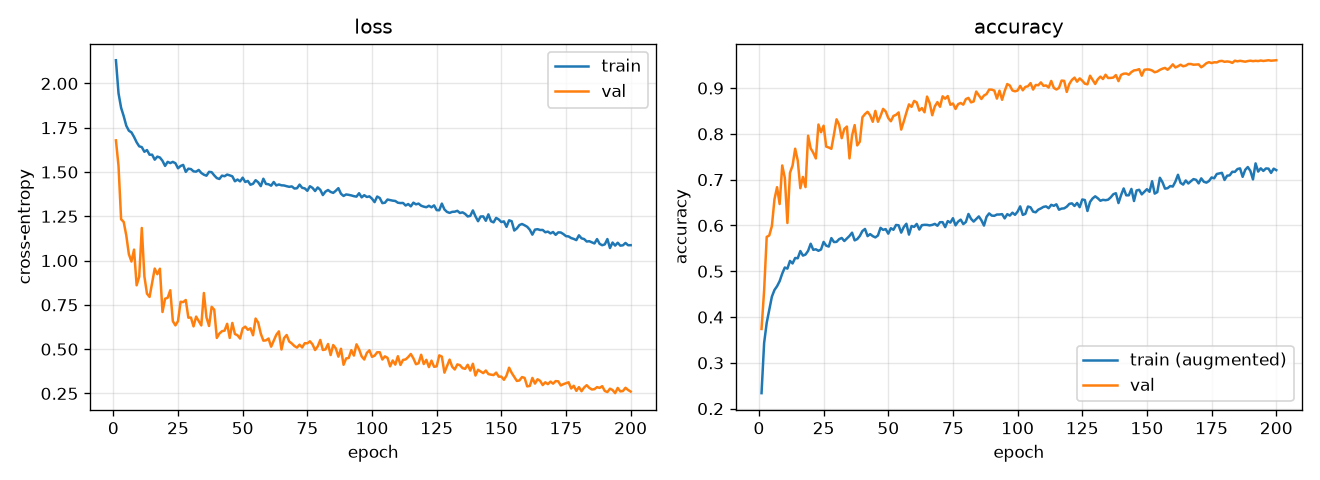 loss
cross-entropy
2.00
1.75
1.50
1.25
1.00
0.75
0.50
0.25
0 25 50 75 100 125 150 175 200
epoch
train
val
accuracy
accuracy
0.9
0.8
0.7
0.6
0.5
0.4
0.3
0.2
0 25 50 75 100 125 150 175 200
epoch
train (augmented)
val